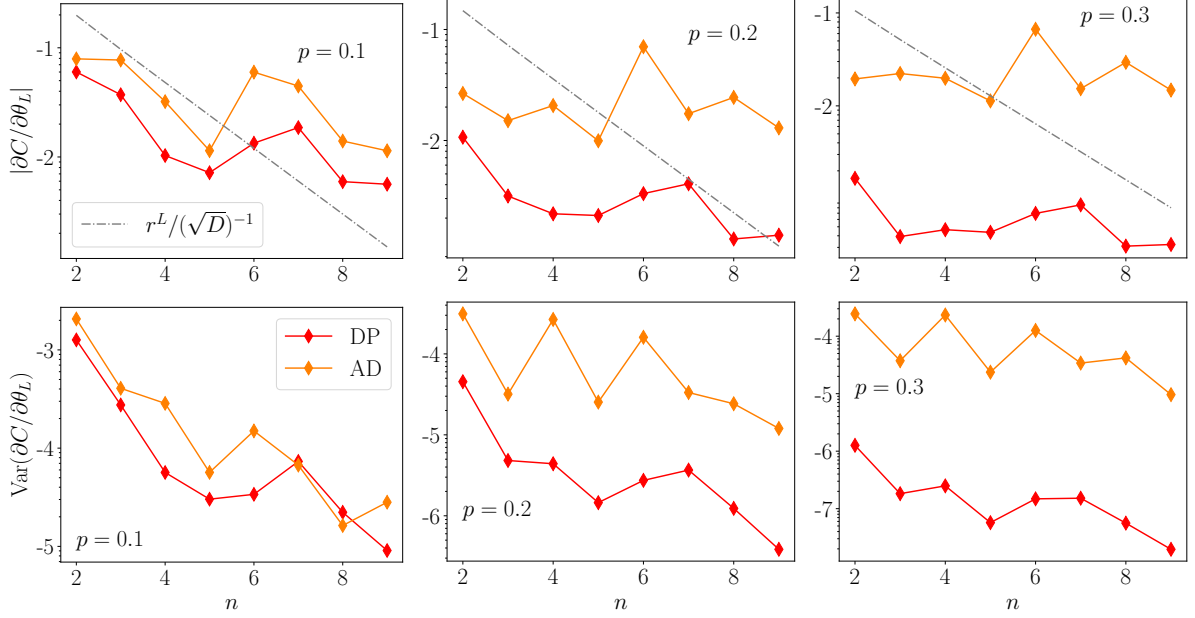 |∂C/∂θ_L|
-1
-2
p = 0.1
r^L/(√D)^{-1}
2 4 6 8
-1
-2
p = 0.2
2 4 6 8
-1
-2
p = 0.3
2 4 6 8
Var(∂C/∂θ_L)
-3
-4
-5
DP
AD
p = 0.1
2 4 6 8
n
-4
-5
-6
p = 0.2
2 4 6 8
n
-4
-5
-6
-7
p = 0.3
2 4 6 8
n